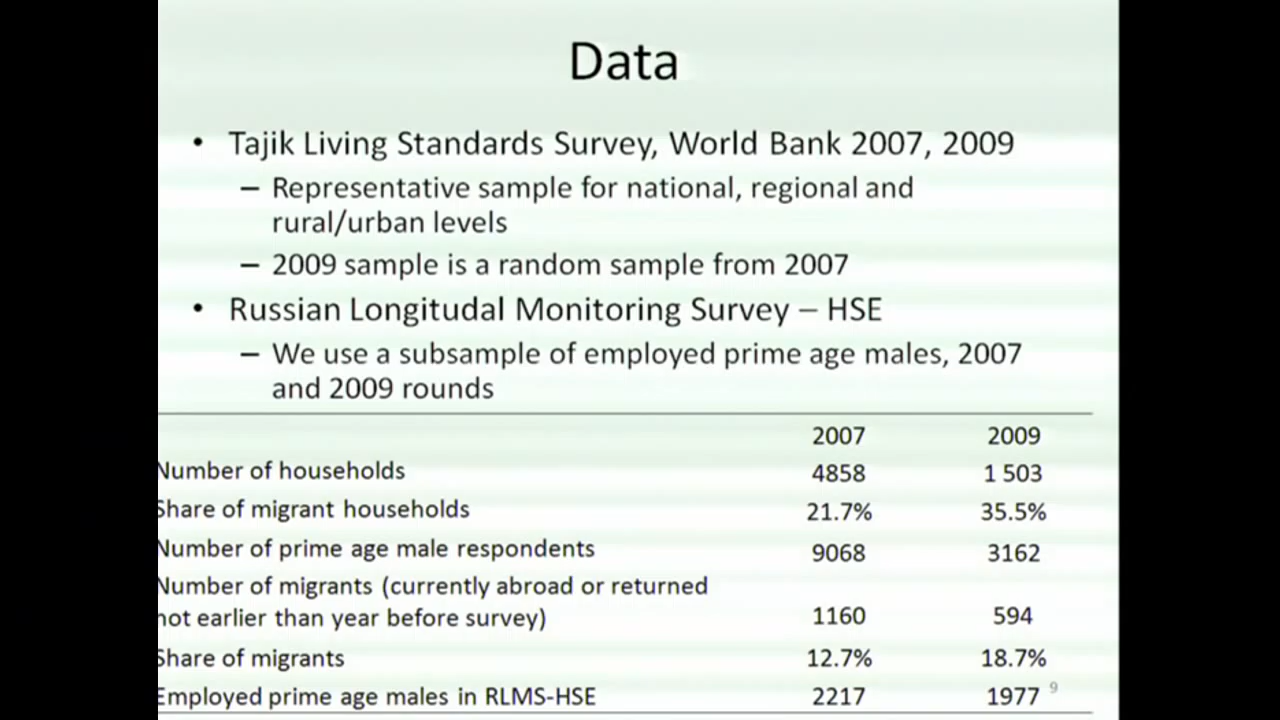 Data
• Tajik Living Standards Survey, World Bank 2007, 2009
– Representative sample for national, regional and
rural/urban levels
– 2009 sample is a random sample from 2007
• Russian Longitudal Monitoring Survey – HSE
– We use a subsample of employed prime age males, 2007
and 2009 rounds
2007 2009
Number of households 4858 1 503
Share of migrant households 21.7% 35.5%
Number of prime age male respondents 9068 3162
Number of migrants (currently abroad or returned
not earlier than year before survey) 1160 594
Share of migrants 12.7% 18.7%
Employed prime age males in RLMS-HSE 2217 1977
9